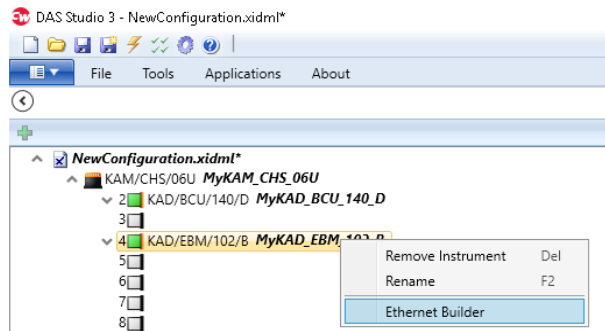 DAS Studio 3 - NewConfiguration.xidml*
File Tools Applications About
NewConfiguration.xidml*
KAM/CHS/06U MyKAM_CHS_06U
2 KAD/BCU/140/D MyKAD_BCU_140_D
3
4 KAD/EBM/102/B MyKAD_EBM_102_B
5
Remove Instrument Del
6
Rename F2
7
Ethernet Builder
8